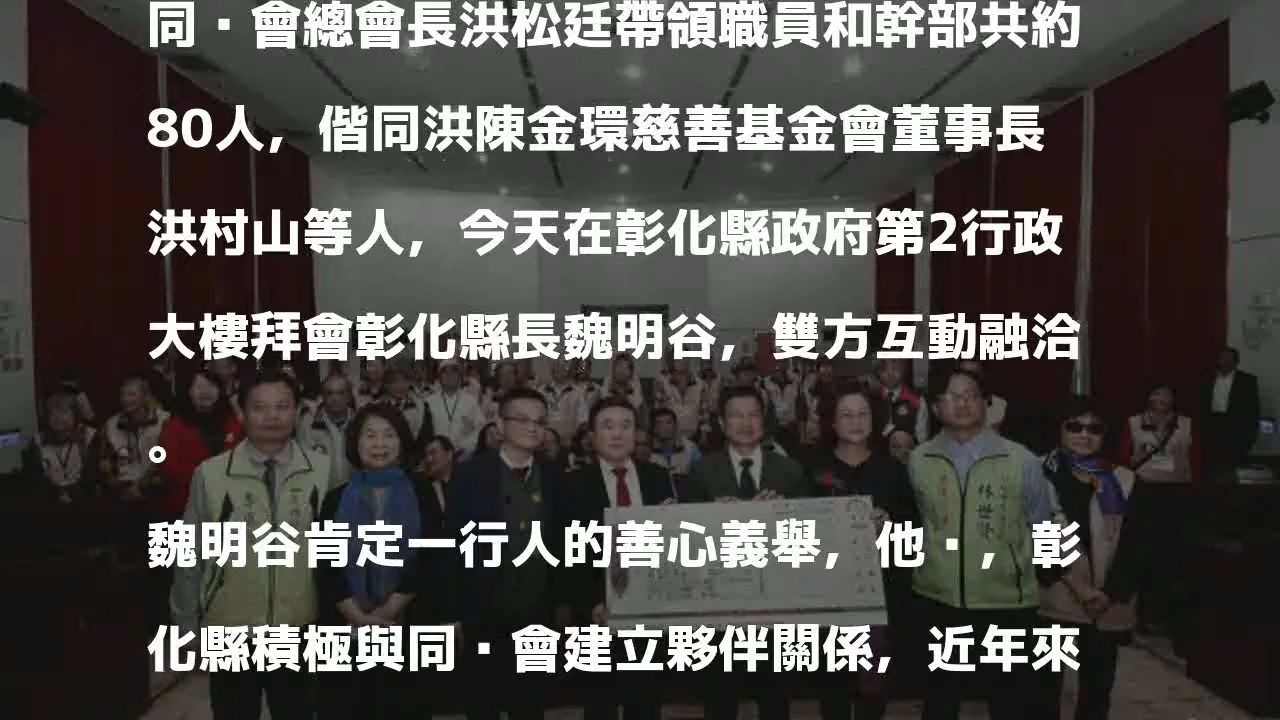 同·會總會長洪松廷帶領職員和幹部共約
80人，偕同洪陳金環慈善基金會董事長
洪村山等人，今天在彰化縣政府第2行政
大樓拜會彰化縣長魏明谷，雙方互動融洽
。
魏明谷肯定一行人的善心義舉，他·，彰
化縣積極與同·會建立夥伴關係，近年來
林世賢